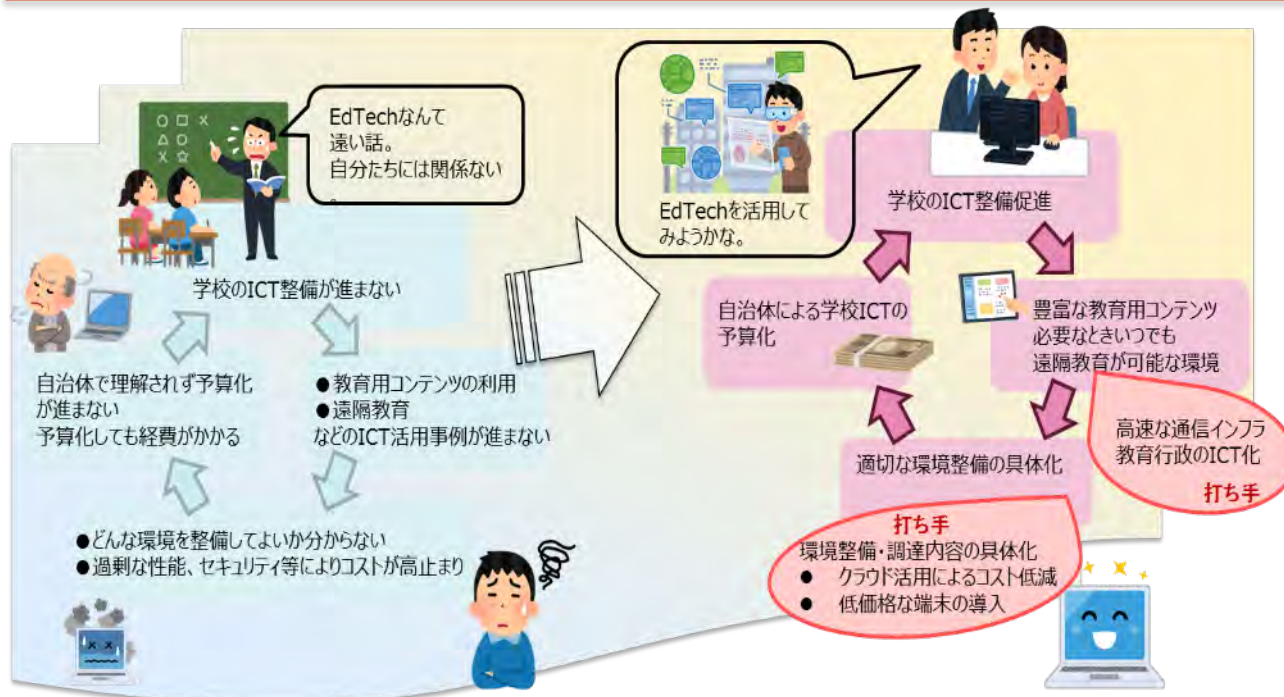 EdTechなんて
遠い話。
自分たちには関係ない
。
学校のICT整備が進まない
自治体で理解されず予算化
が進まない
予算化しても経費がかかる
●教育用コンテンツの利用
●遠隔教育
などのICT活用事例が進まない
●どんな環境を整備してよいか分からない
●過剰な性能、セキュリティ等によりコストが高止まり
EdTechを活用して
みようかな。
学校のICT整備促進
自治体による学校ICTの
予算化
豊富な教育用コンテンツ
必要なときいつでも
遠隔教育が可能な環境
高速な通信インフラ
教育行政のICT化
打ち手
適切な環境整備の具体化
打ち手
環境整備・調達内容の具体化
● クラウド活用によるコスト低減
● 低価格な端末の導入